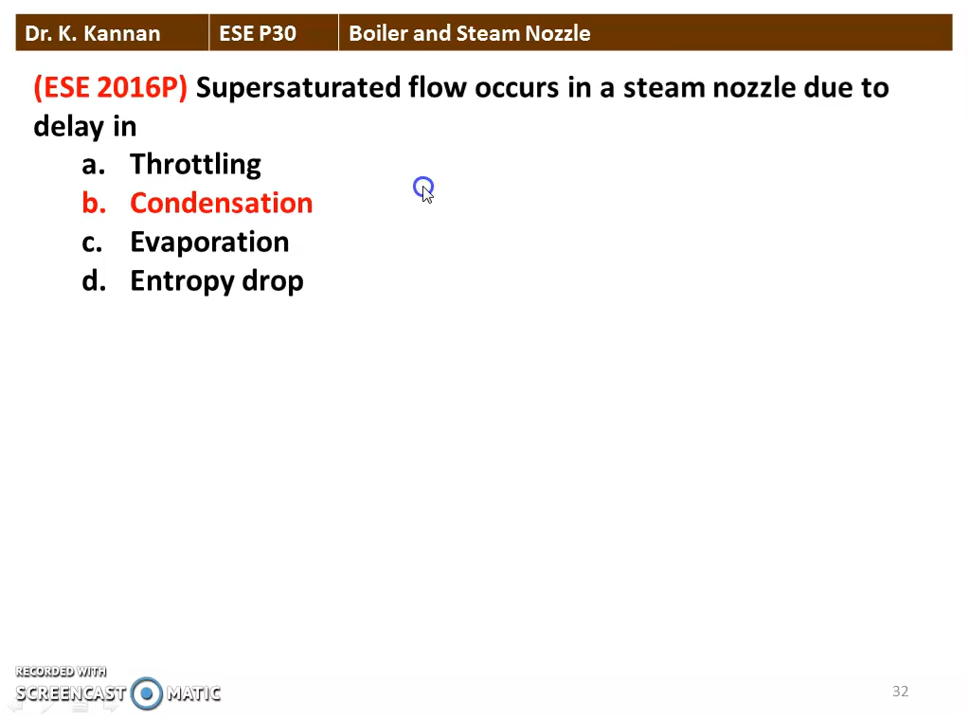 Dr. K. Kannan ESE P30 Boiler and Steam Nozzle
(ESE 2016P) Supersaturated flow occurs in a steam nozzle due to
delay in
a. Throttling
b. Condensation
c. Evaporation
d. Entropy drop
RECORDED WITH
SCREENCAST MATIC
32